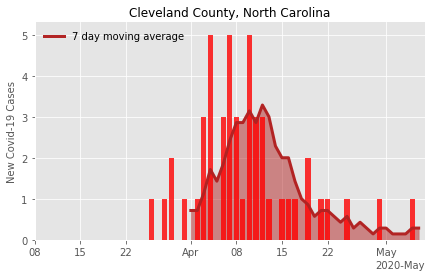 Cleveland County, North Carolina
7 day moving average
New Covid-19 Cases
5
4
3
2
1
0
08 15 22 Apr 08 15 22 May
2020-May